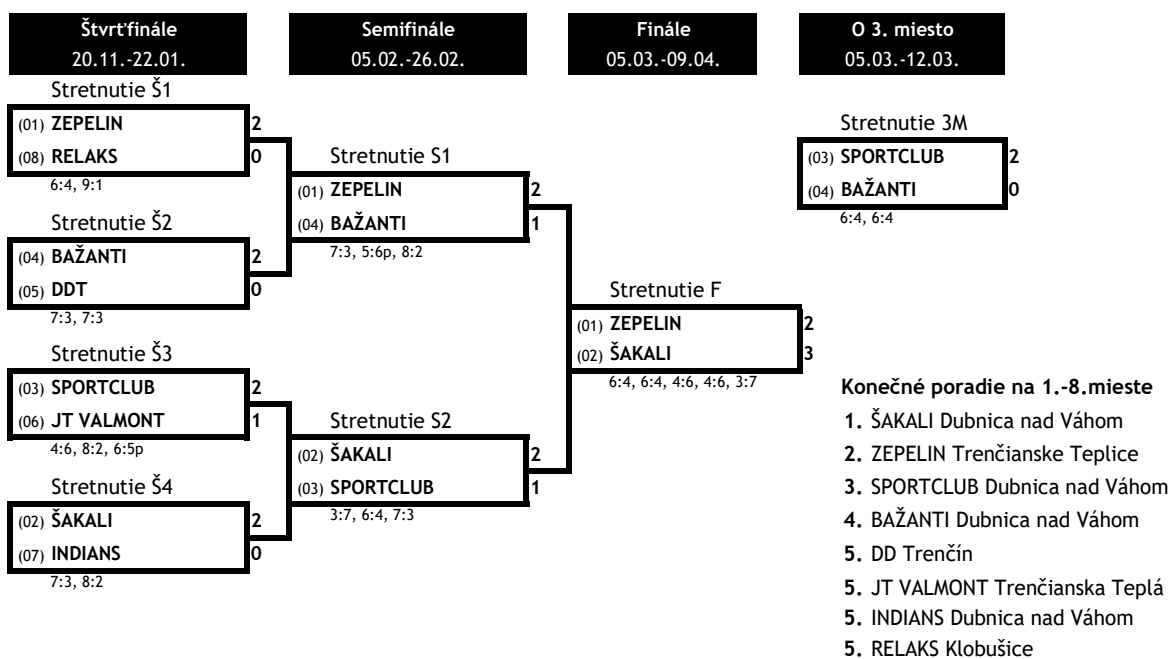 Štvrťfinále
20.11.-22.01.
Semifinále
05.02.-26.02.
Finále
05.03.-09.04.
O 3. miesto
05.03.-12.03.
Stretnutie Š1
(01) ZEPELIN 2
(08) RELAKS 0
6:4, 9:1
Stretnutie Š2
(04) BAŽANTI 2
(05) DDT 0
7:3, 7:3
Stretnutie Š3
(03) SPORTCLUB 2
(06) JT VALMONT 1
4:6, 8:2, 6:5p
Stretnutie Š4
(02) ŠAKALI 2
(07) INDIANS 0
7:3, 8:2
Stretnutie S1
(01) ZEPELIN 2
(04) BAŽANTI 1
7:3, 5:6p, 8:2
Stretnutie S2
(02) ŠAKALI 2
(03) SPORTCLUB 1
3:7, 6:4, 7:3
Stretnutie F
(01) ZEPELIN 2
(02) ŠAKALI 3
6:4, 6:4, 4:6, 4:6, 3:7
Stretnutie 3M
(03) SPORTCLUB 2
(04) BAŽANTI 0
6:4, 6:4
Konečné poradie na 1.-8.mieste
1. ŠAKALI Dubnica nad Váhom
2. ZEPELIN Trenčianske Teplice
3. SPORTCLUB Dubnica nad Váhom
4. BAŽANTI Dubnica nad Váhom
5. DD Trenčín
5. JT VALMONT Trenčianska Teplá
5. INDIANS Dubnica nad Váhom
5. RELAKS Klobušice